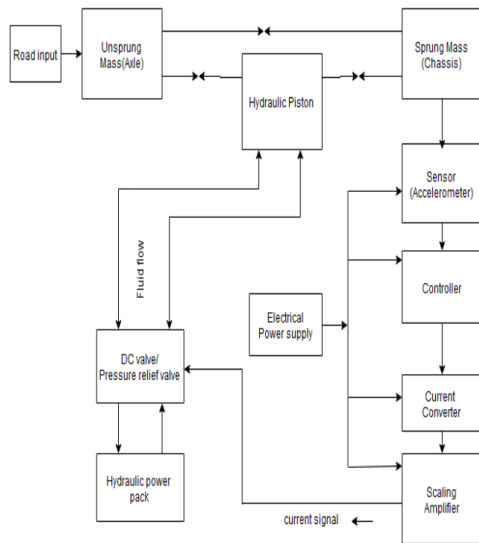 Road input
Unsprung
Mass(Axle)
Sprung Mass
(Chassis)
Hydraulic Piston
Sensor
(Accelerometer)
Fluid flow
Controller
Electrical
Power supply
DC valve/
Pressure relief valve
Current
Converter
Hydraulic power
pack
Scaling
Amplifier
current signal